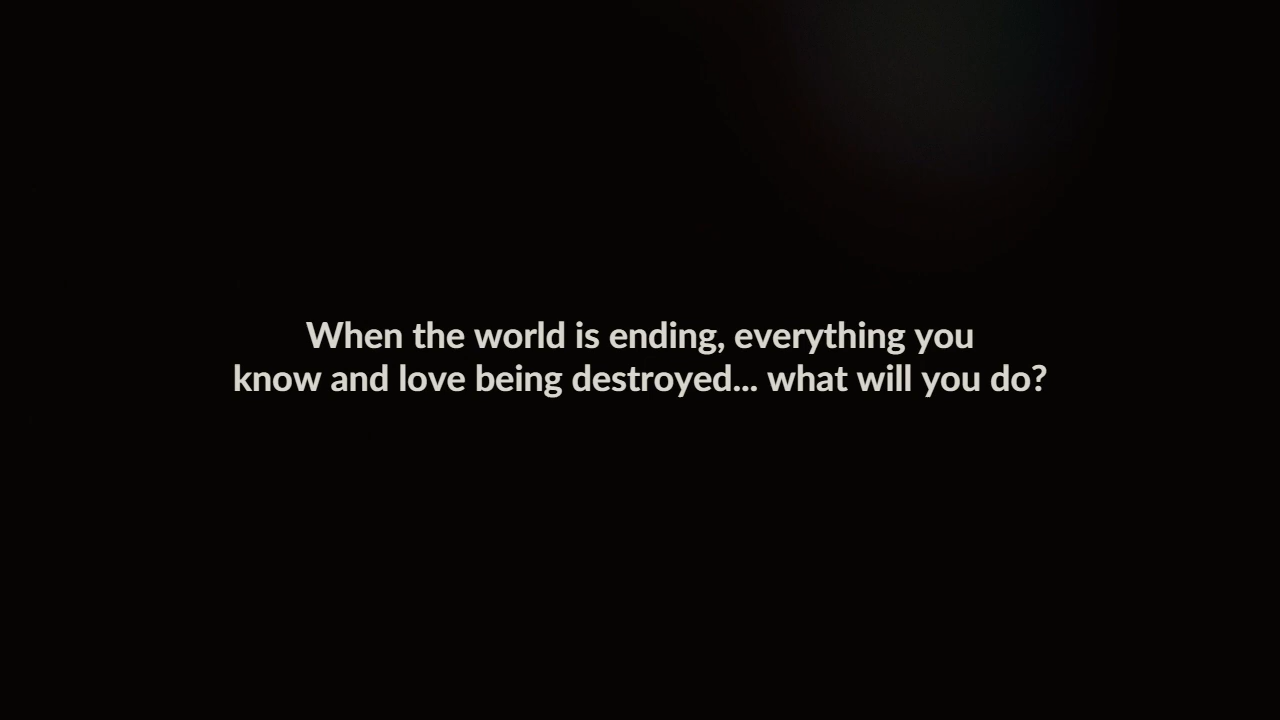 When the world is ending, everything you
know and love being destroyed... what will you do?